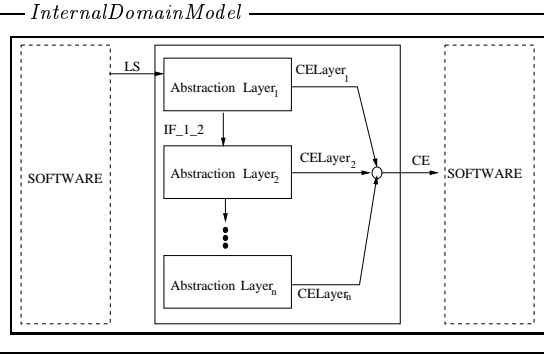 InternalDomainModel
LS
CELayer1
Abstraction Layer1
IF_1_2
CELayer2
CE
Abstraction Layer2
SOFTWARE
SOFTWARE
Abstraction Layern
CELayern